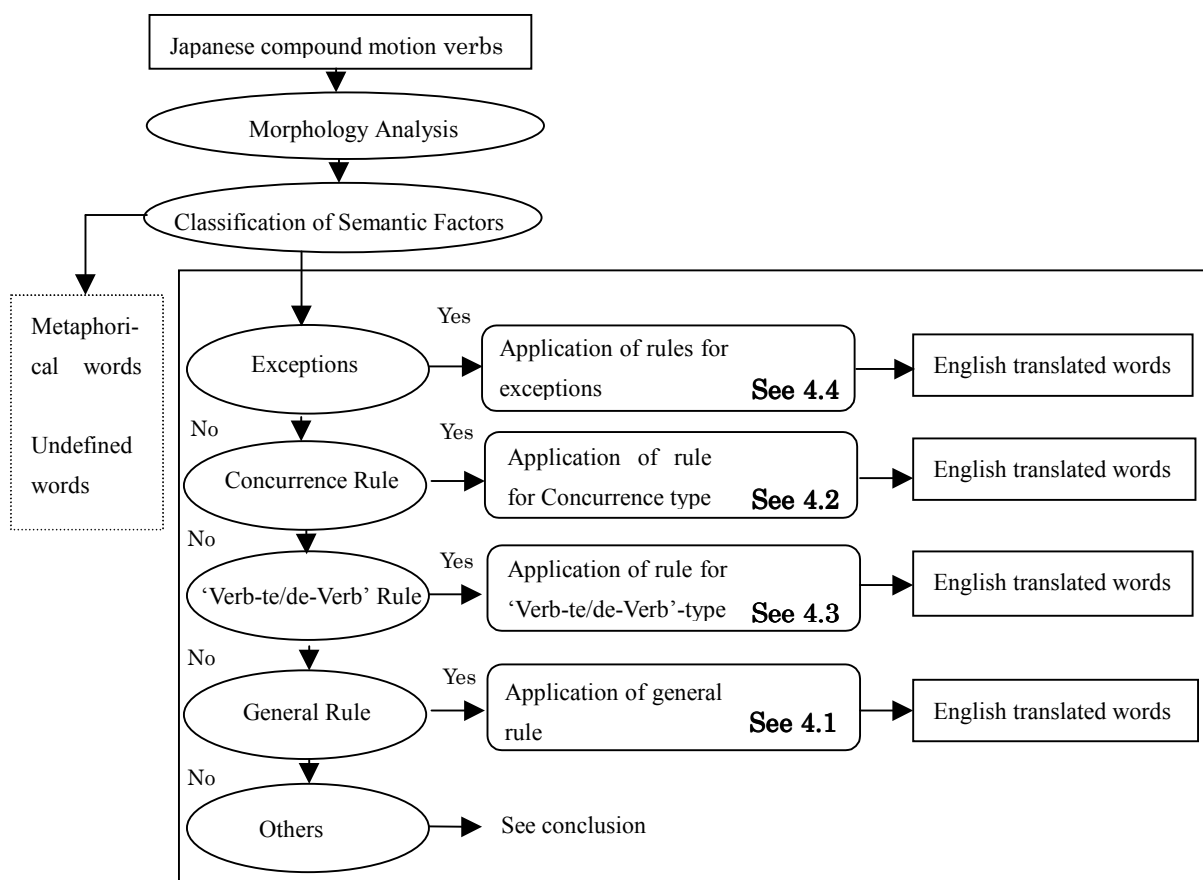 Japanese compound motion verbs
Morphology Analysis
Classification of Semantic Factors
Metaphori-
cal words
Undefined
words
Exceptions
Yes
Application of rules for
exceptions
See 4.4
English translated words
No
Concurrence Rule
Yes
Application of rule
for Concurrence type
See 4.2
English translated words
No
‘Verb-te/de-Verb’ Rule
Yes
Application of rule for
‘Verb-te/de-Verb’-type
See 4.3
English translated words
No
General Rule
Yes
Application of general
rule
See 4.1
English translated words
No
Others
See conclusion